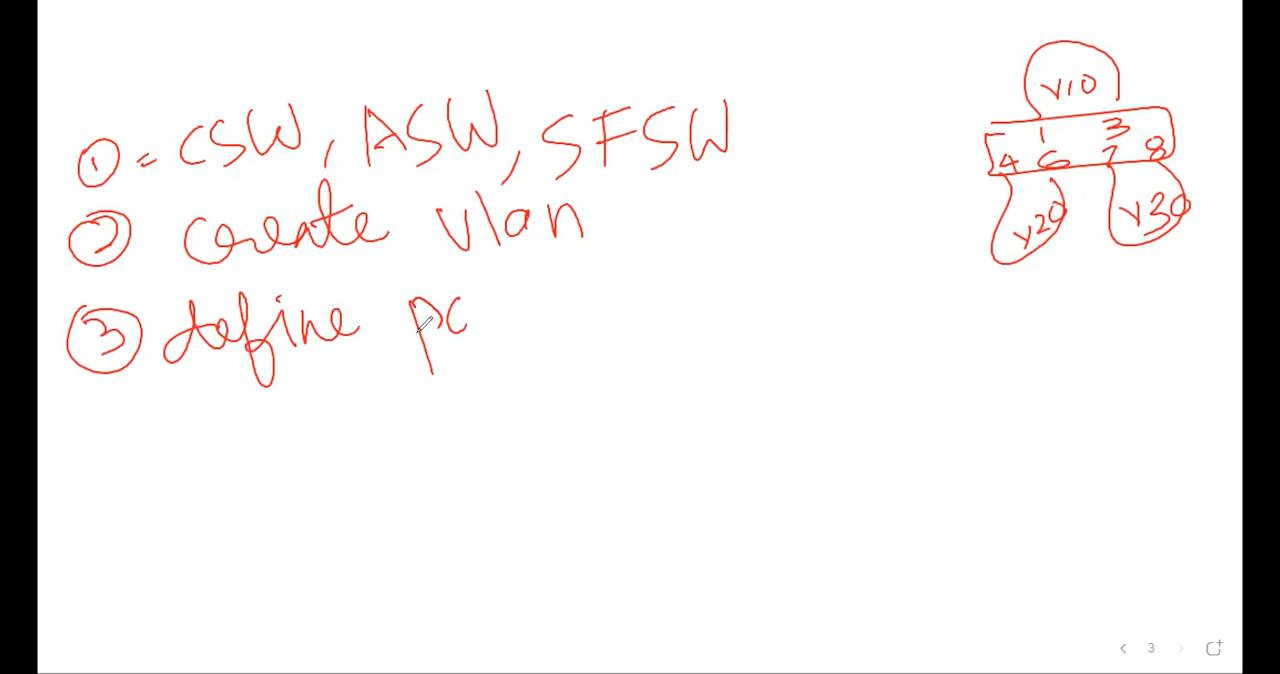 ① = CSW, ASW, SFSW
② create vlan
③ define po
V10
1 3
4 6 7 8
V20 V30
3